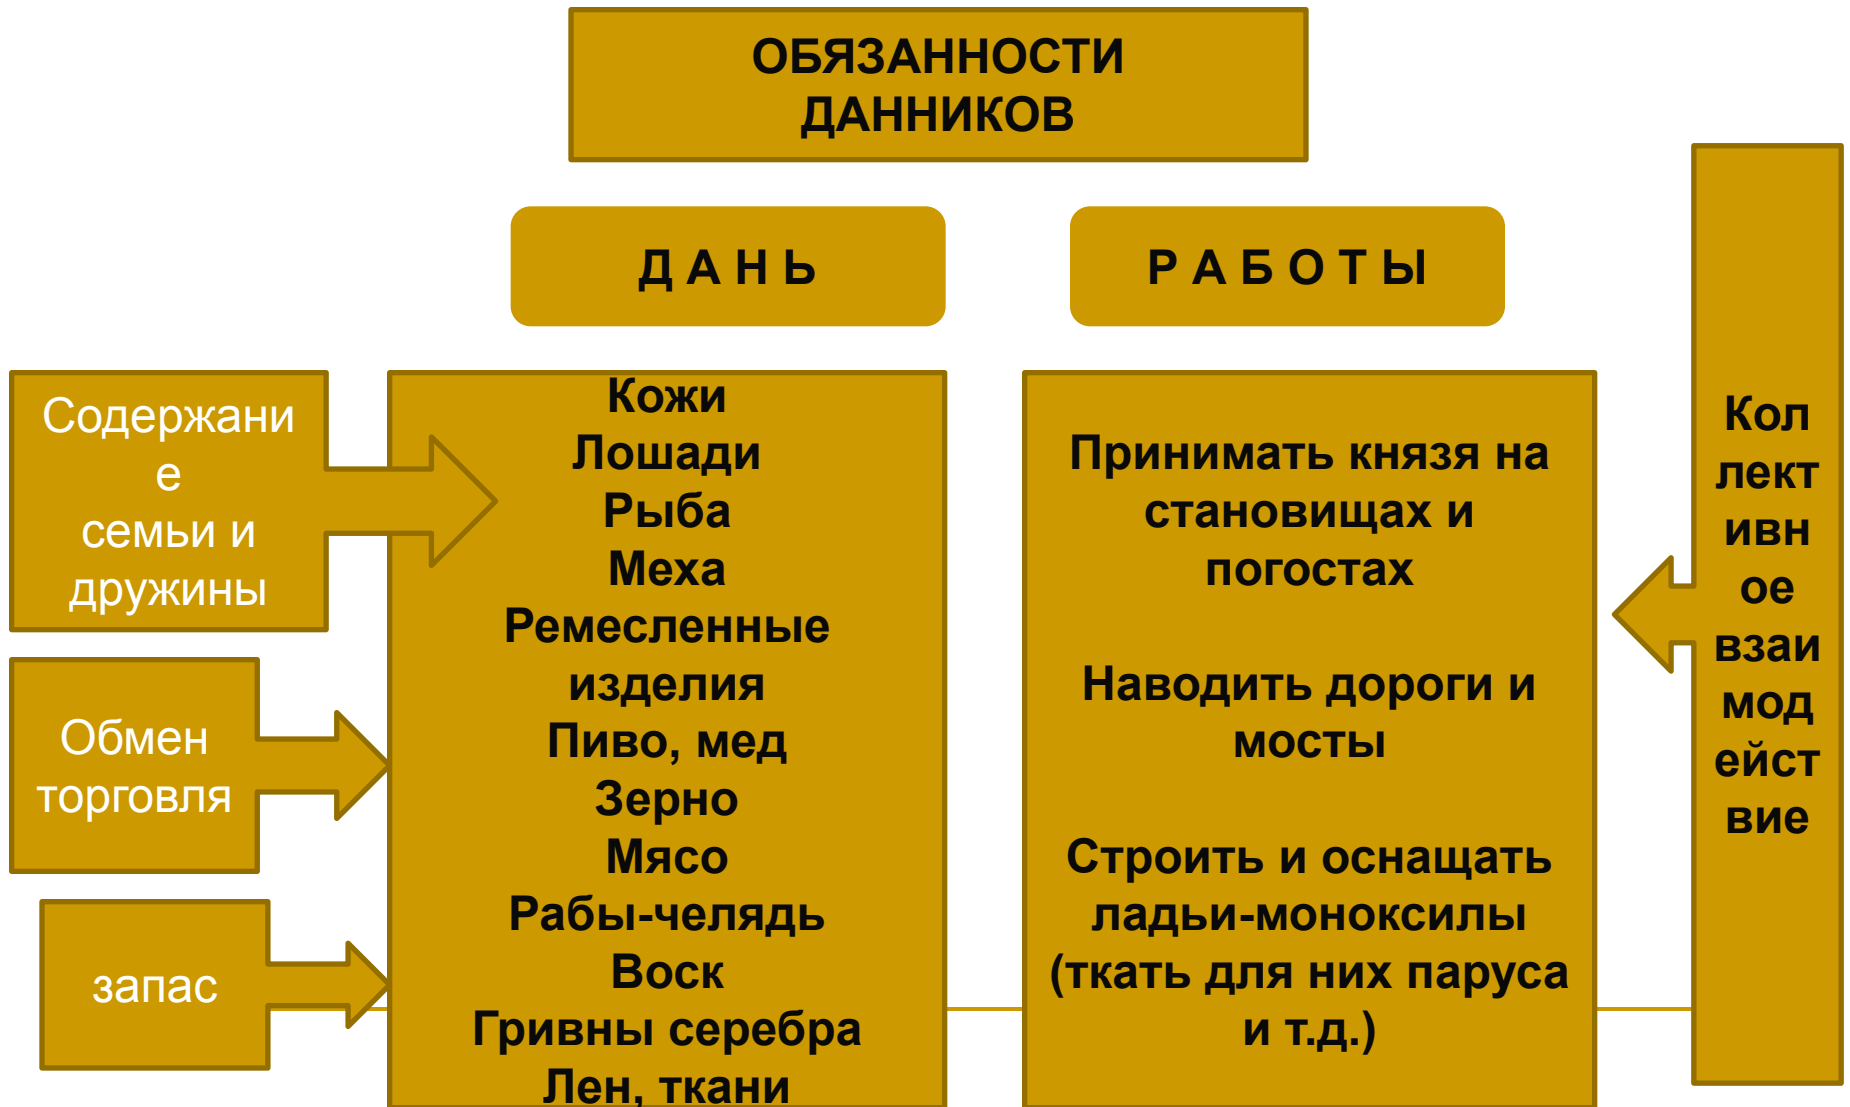 ОБЯЗАННОСТИ
ДАННИКОВ
Д А Н Ь
Р А Б О Т Ы
Содержани
е
семьи и
дружины
Обмен
торговля
запас
Кожи
Лошади
Рыба
Меха
Ремесленные
изделия
Пиво, мед
Зерно
Мясо
Рабы-челядь
Воск
Гривны серебра
Лен, ткани
Принимать князя на
становищах и
погостах
Наводить дороги и
мосты
Строить и оснащать
ладьи-моноксилы
(ткать для них паруса
и т.д.)
Кол
лект
ивн
ое
взаи
мод
ейст
вие